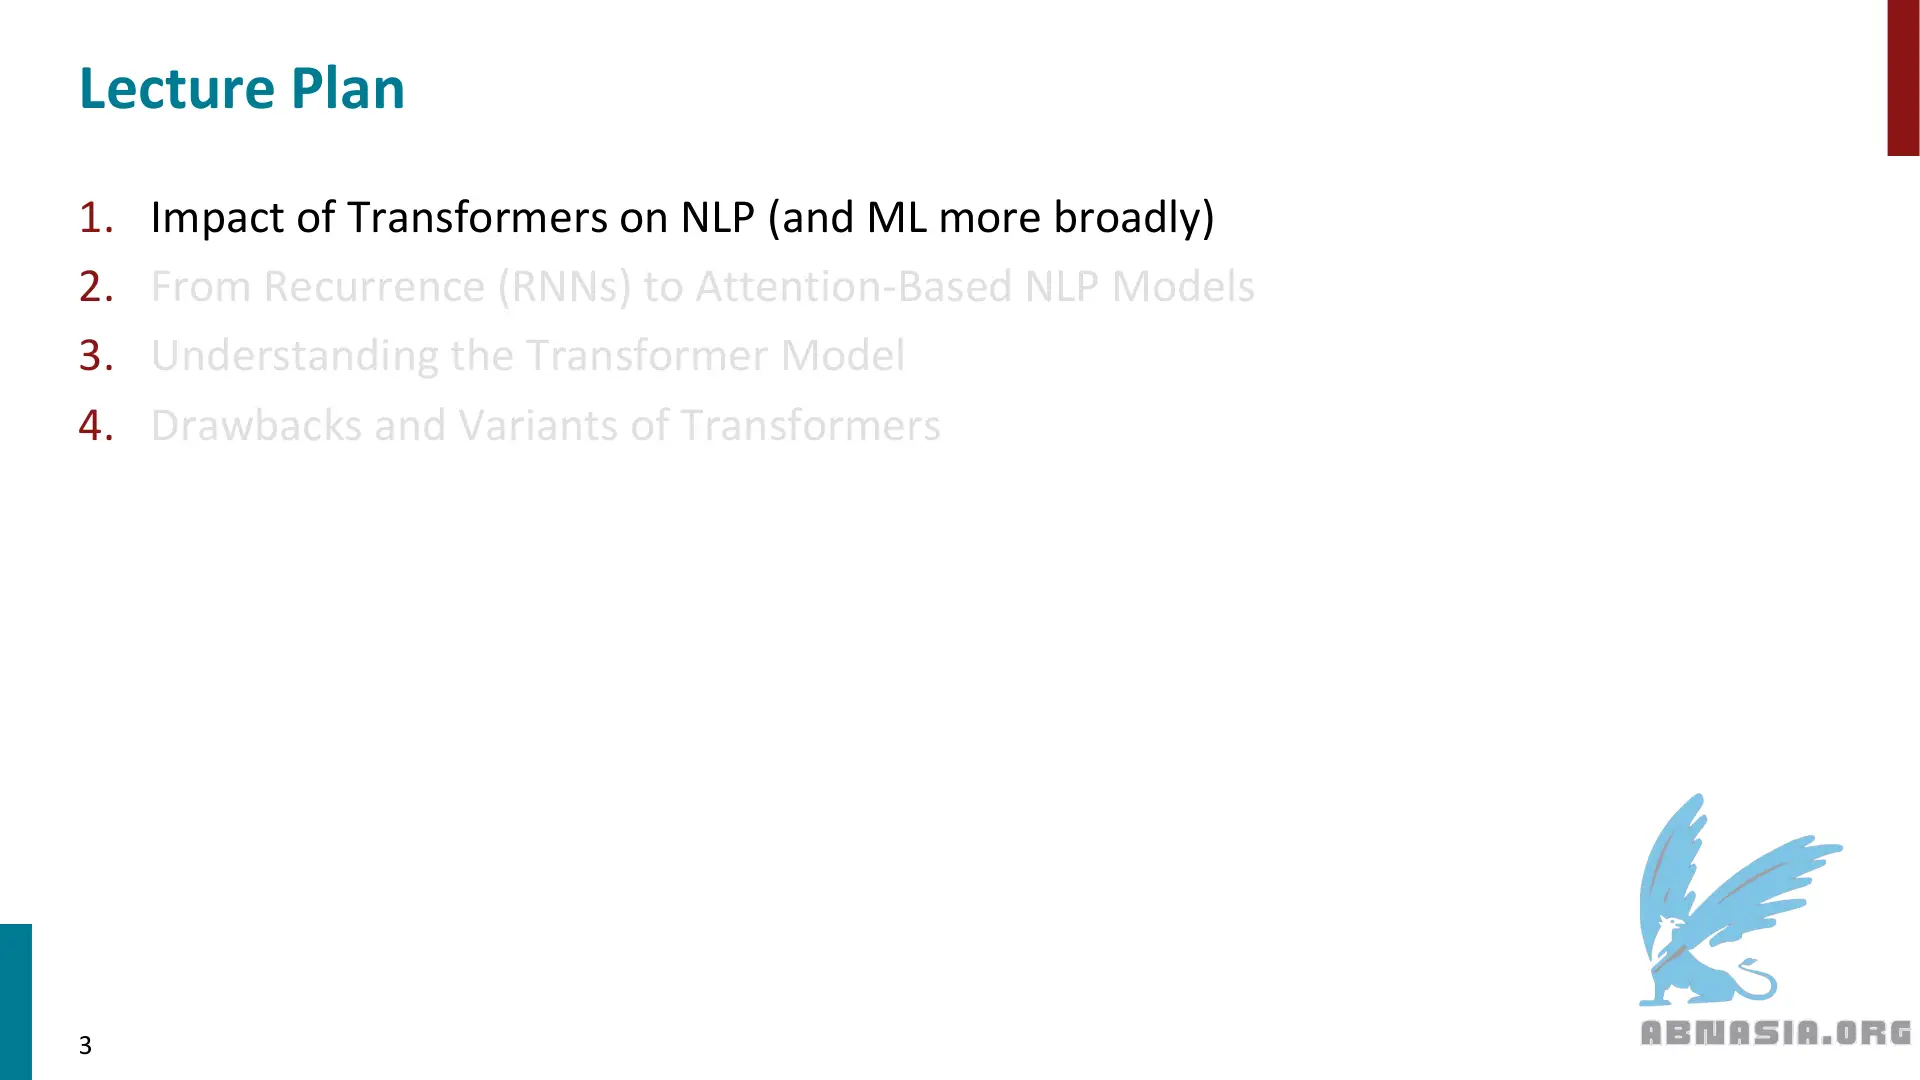 Lecture Plan
1. Impact of Transformers on NLP (and ML more broadly)
2. From Recurrence (RNNs) to Attention-Based NLP Models
3. Understanding the Transformer Model
4. Drawbacks and Variants of Transformers
3
ABNASIA.ORG